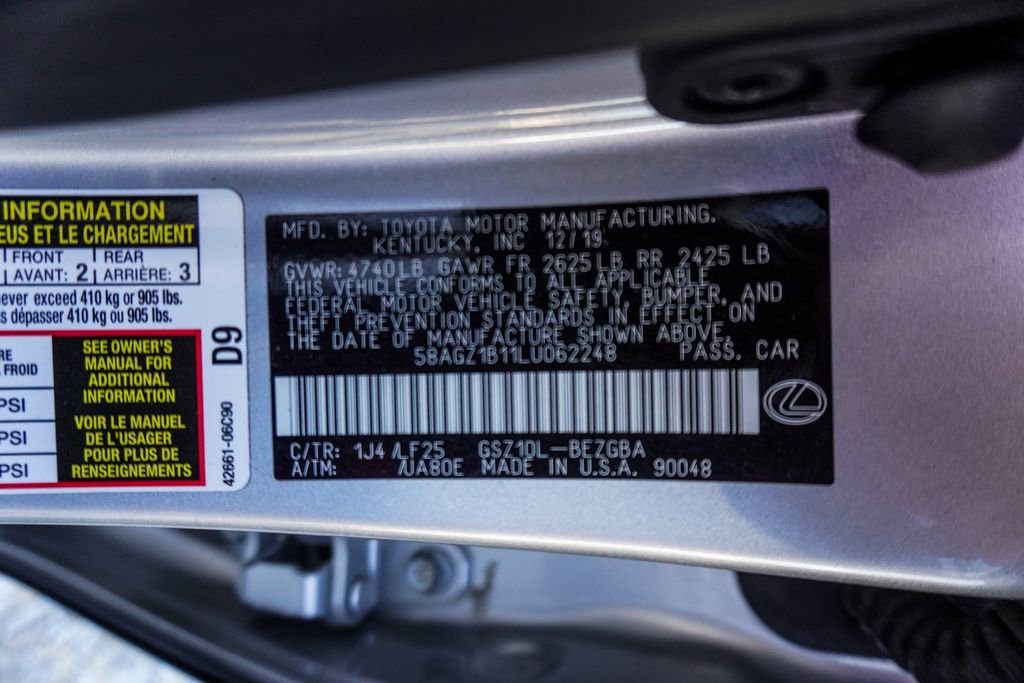 INFORMATION
EUS ET LE CHARGEMENT
FRONT REAR
AVANT: 2 ARRIÈRE: 3
ever exceed 410 kg or 905 lbs.
s dépasser 410 kg ou 905 lbs.
RE
FROID
PSI
PSI
PSI
SEE OWNER'S
MANUAL FOR
ADDITIONAL
INFORMATION
VOIR LE MANUEL
DE L'USAGER
POUR PLUS DE
RENSEIGNEMENTS
D9
42661-06C90
MFD. BY: TOYOTA MOTOR MANUFACTURING.
KENTUCKY, INC 12/19
GVWR: 4740LB GAWR FR 2625 LB RR 2425 LB
THIS VEHICLE CONFORMS TO ALL APPLICABLE
FEDERAL MOTOR VEHICLE SAFETY, BUMPER, AND
THEFT PREVENTION STANDARDS IN EFFECT ON
THE DATE OF MANUFACTURE SHOWN ABOVE.
58AGZ1B11LU062248 PASS. CAR
C/TR: 1J4 /LF25 GSZ10L-BEZGBA
A/TM: /UA80E MADE IN U.S.A. 90048